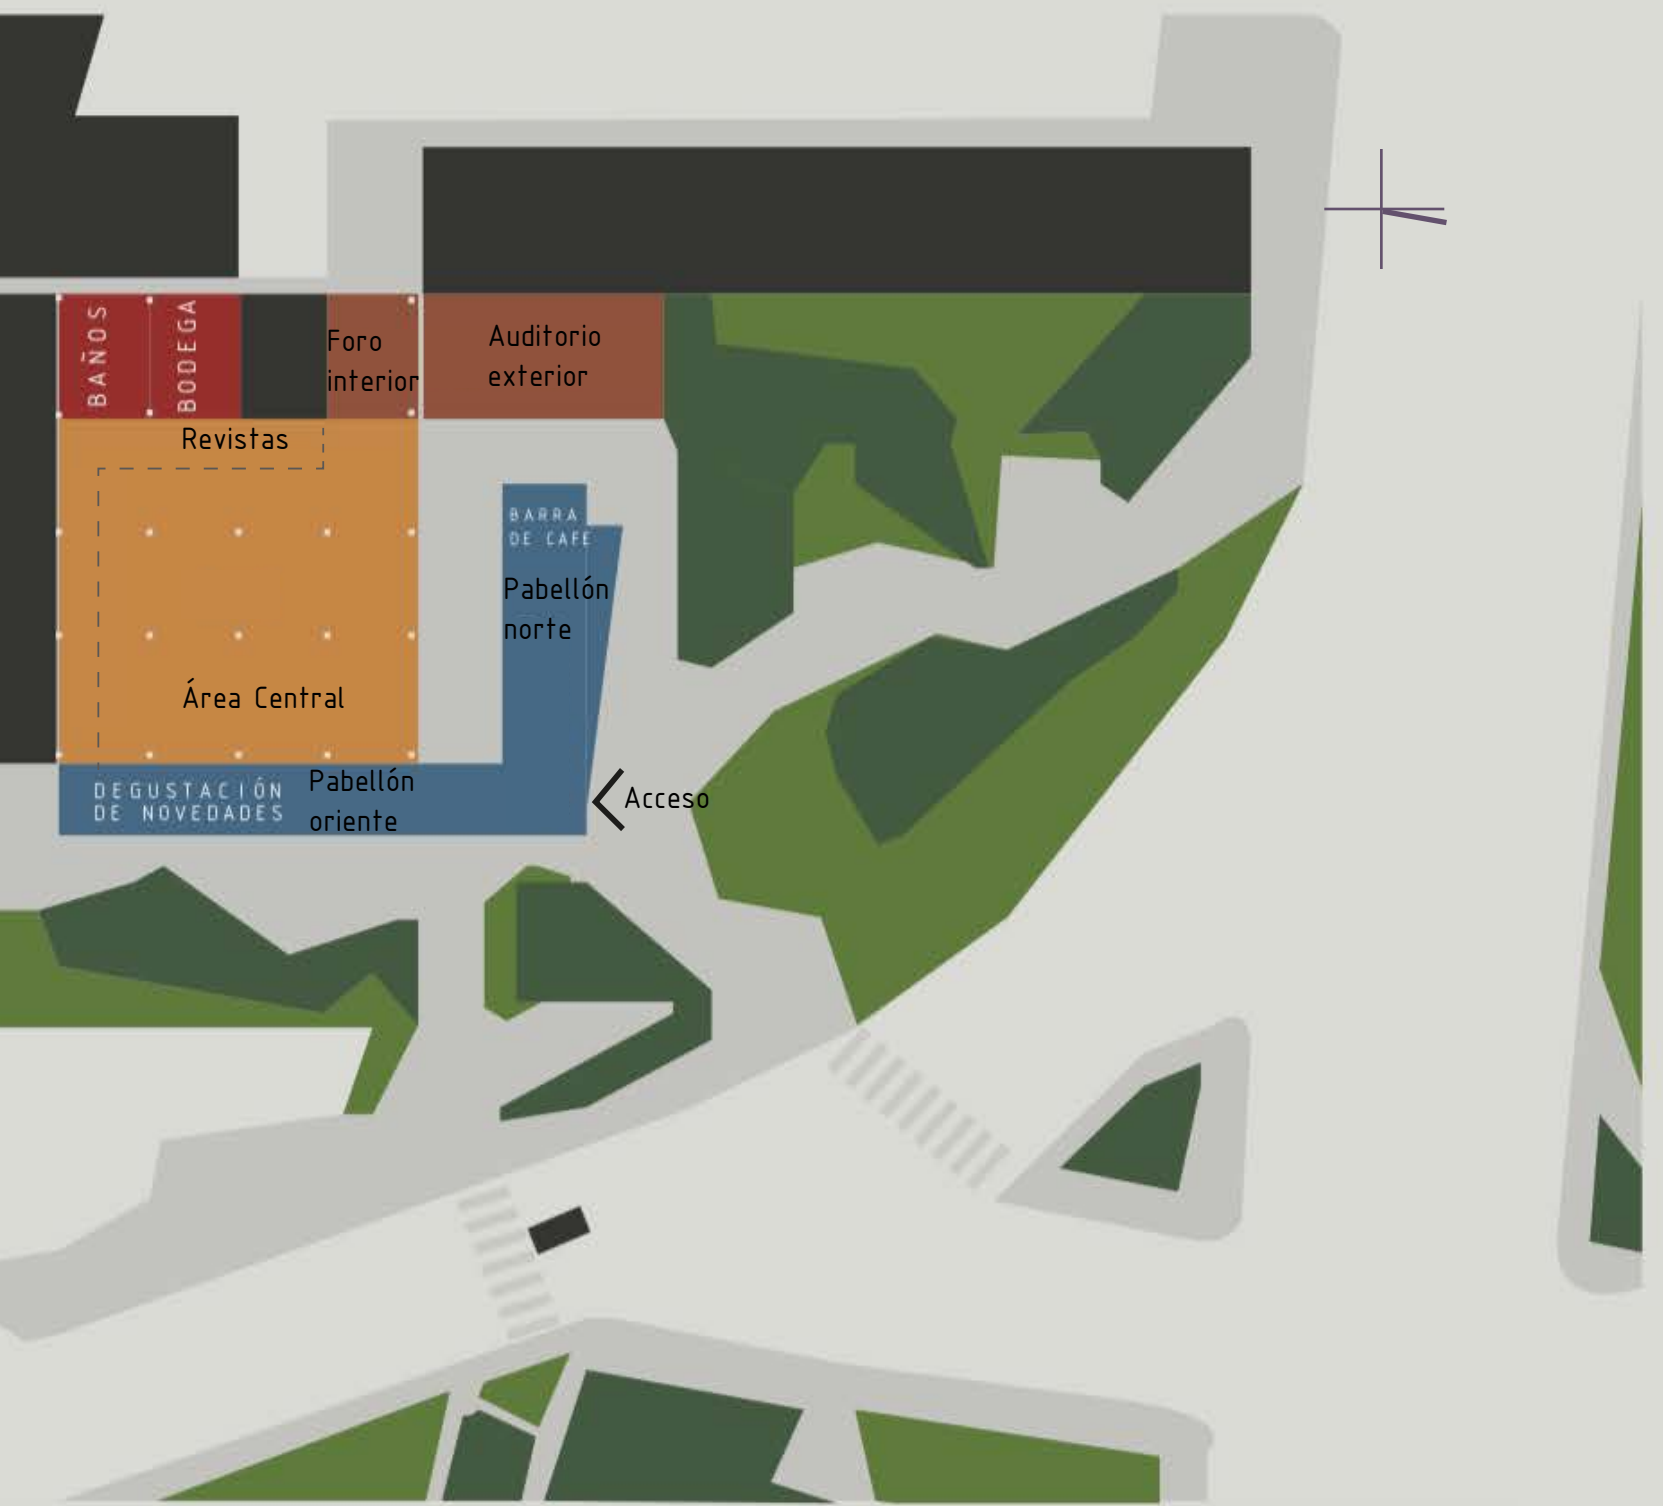 BAÑOS
BODEGA
Foro
interior
Auditorio
exterior
Revistas
BARRA
DE CAFE
Pabellón
norte
Área Central
DEGUSTACIÓN
DE NOVEDADES
Pabellón
oriente
Acceso